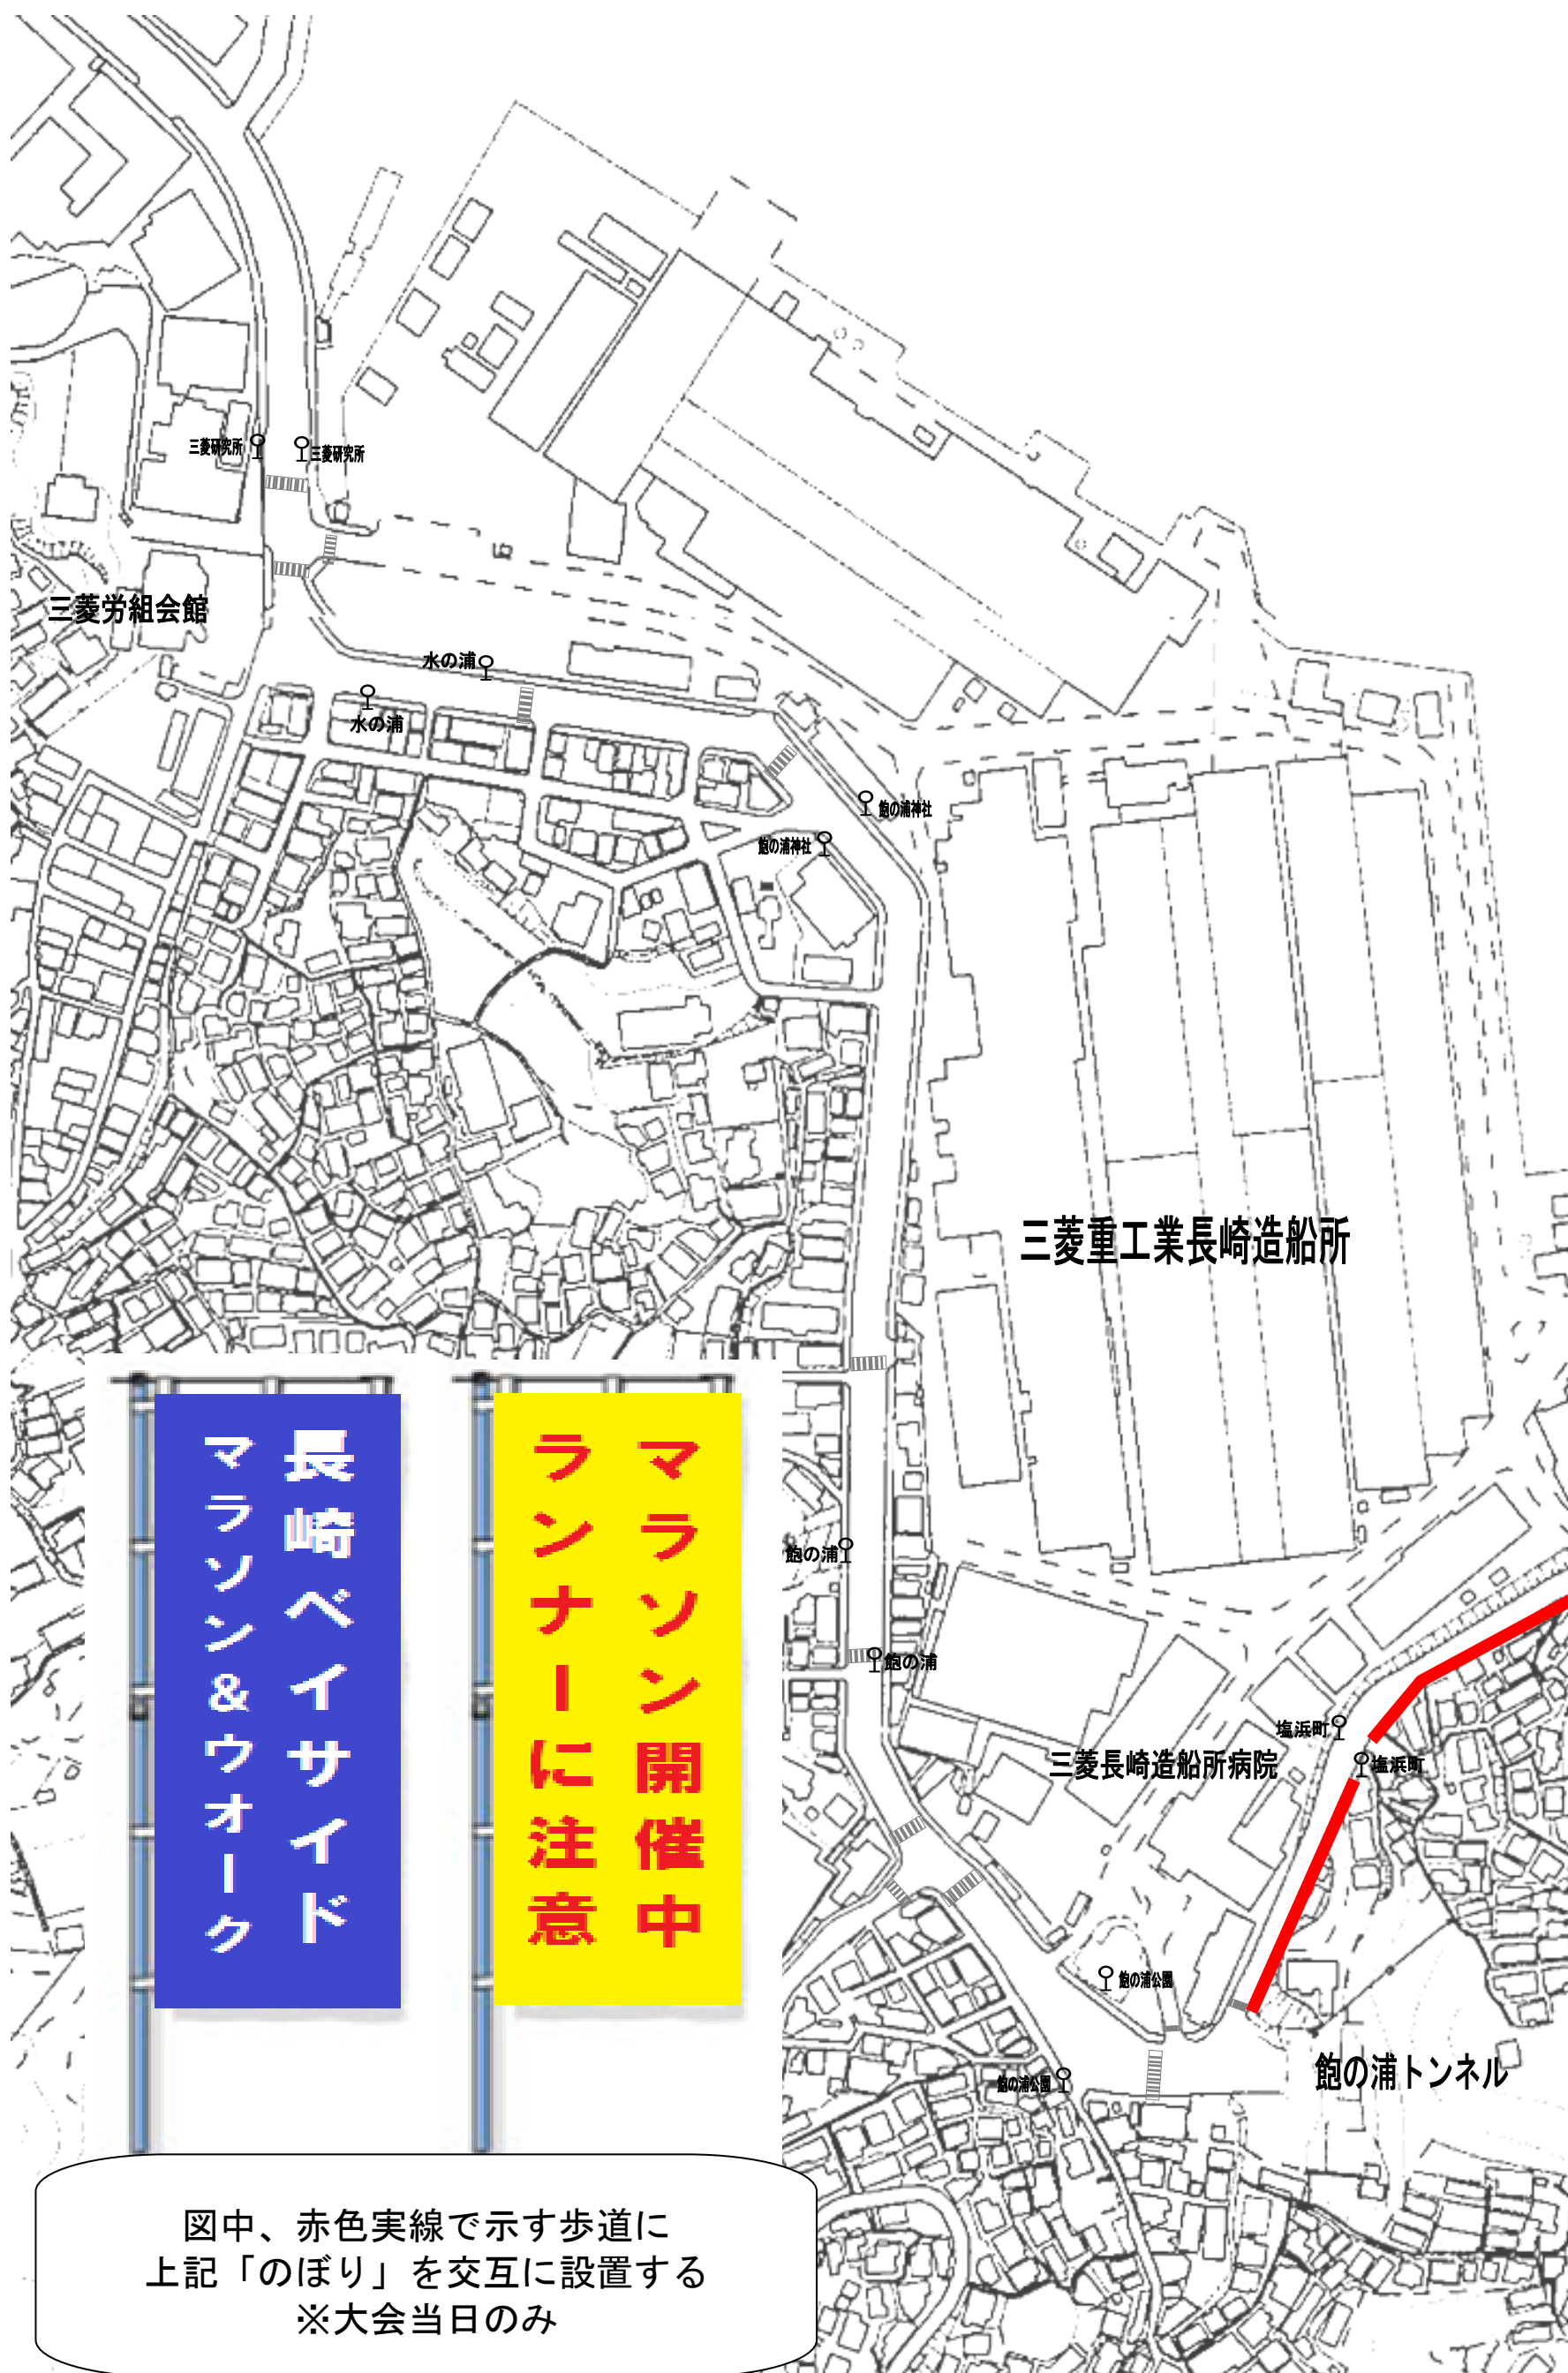 三菱研究所
三菱研究所
三菱労組会館
水の浦
水の浦
飽の浦神社
飽の浦神社
三菱重工業長崎造船所
長崎ベイサイド
マラソン&ウオーク
マラソン開催中
ランナーに注意
飽の浦
飽の浦
塩浜町
塩浜町
三菱長崎造船所病院
飽の浦公園
飽の浦トンネル
飽の浦公園
図中、赤色実線で示す歩道に
上記「のぼり」を交互に設置する
※大会当日のみ